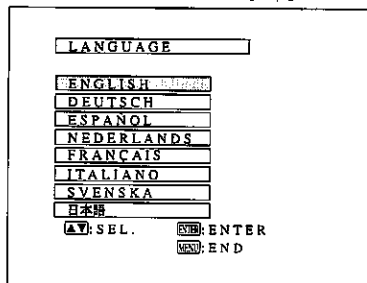 LANGUAGE
ENGLISH
DEUTSCH
ESPAÑOL
NEDERLANDS
FRANÇAIS
ITALIANO
SVENSKA
日本語
▲▼:SEL. ENTER:ENTER
MENU:END